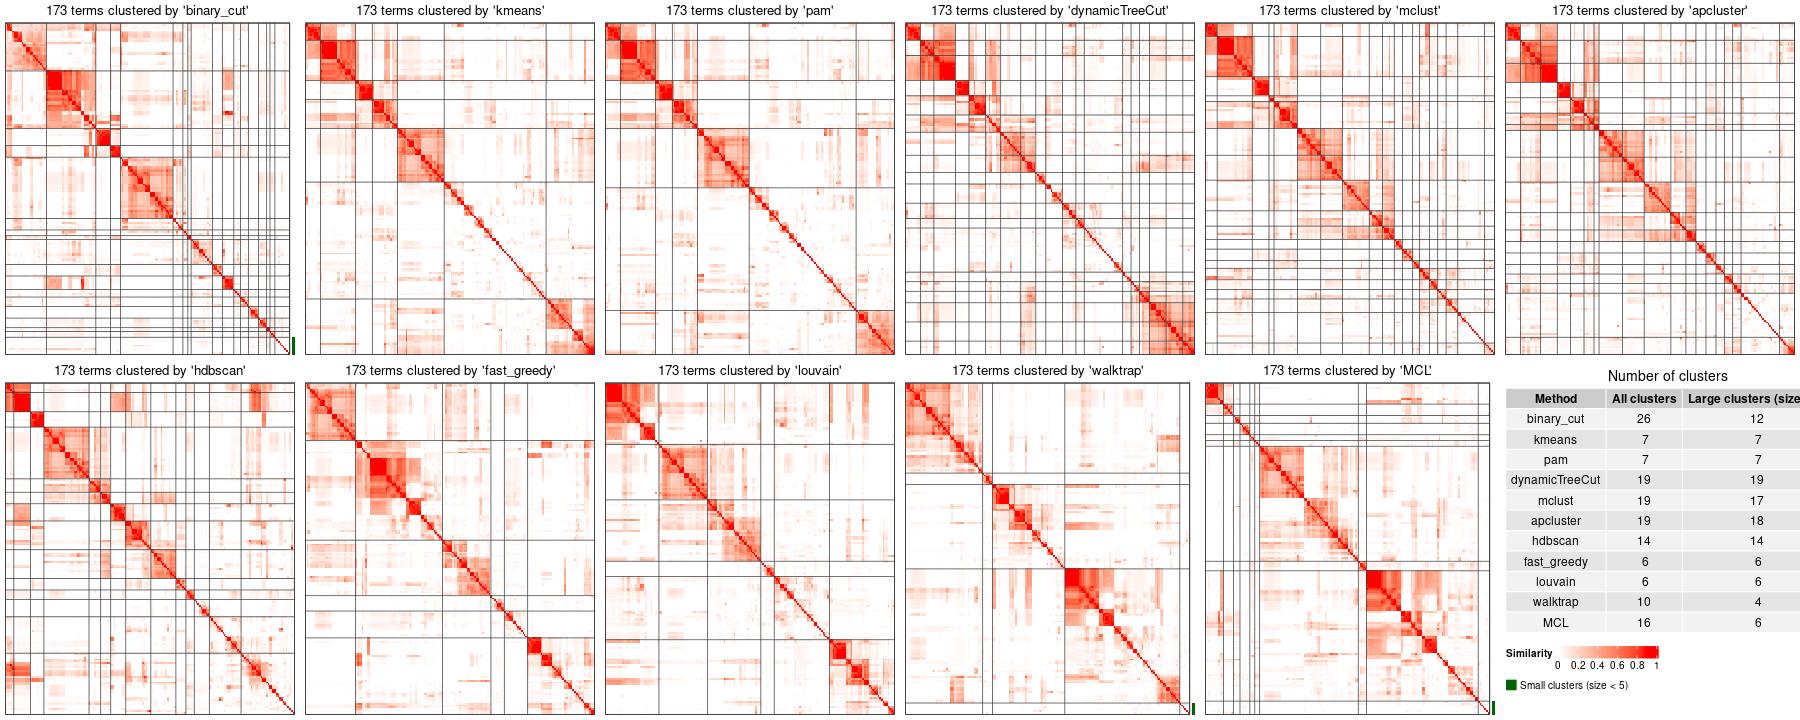 173 terms clustered by 'binary_cut'
173 terms clustered by 'kmeans'
173 terms clustered by 'pam'
173 terms clustered by 'dynamicTreeCut'
173 terms clustered by 'mclust'
173 terms clustered by 'apcluster'
173 terms clustered by 'hdbscan'
173 terms clustered by 'fast_greedy'
173 terms clustered by 'louvain'
173 terms clustered by 'walktrap'
173 terms clustered by 'MCL'
Number of clusters
Method All clusters Large clusters (size
binary_cut 26 12
kmeans 7 7
pam 7 7
dynamicTreeCut 19 19
mclust 19 17
apcluster 19 18
hdbscan 14 14
fast_greedy 6 6
louvain 6 6
walktrap 10 4
MCL 16 6
Similarity
0 0.2 0.4 0.6 0.8 1
Small clusters (size < 5)